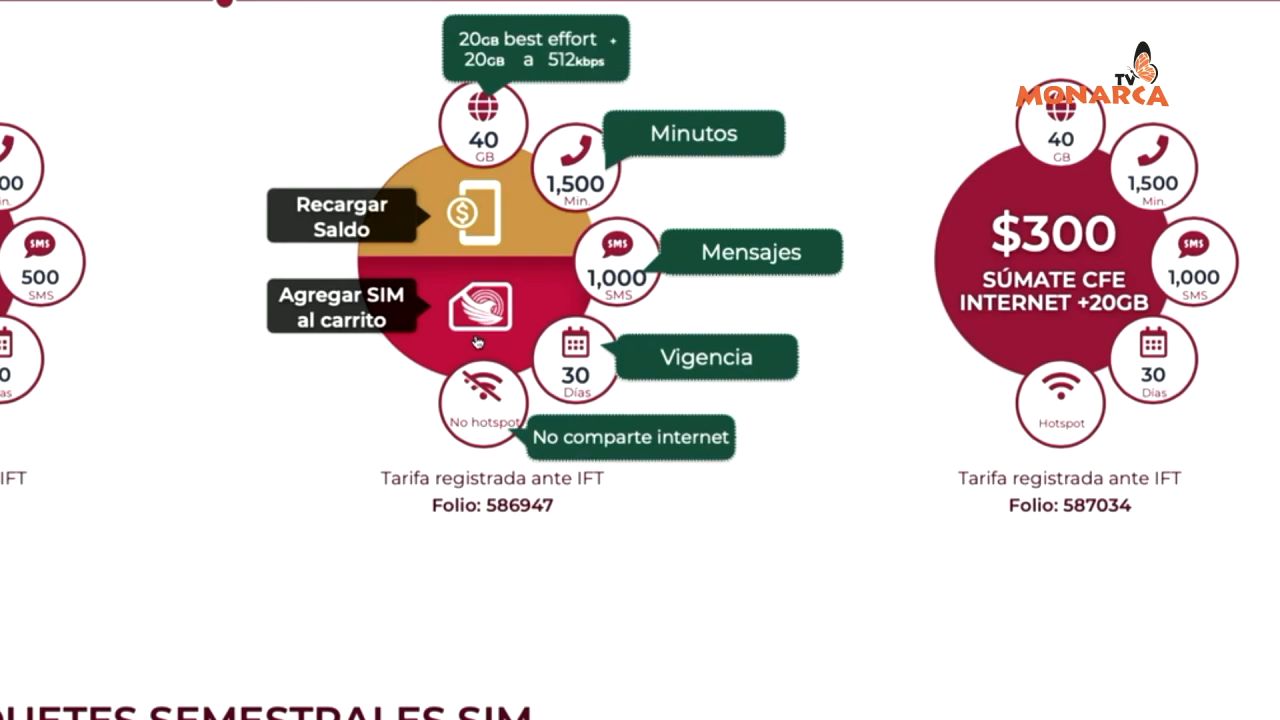 20GB best effort +
20GB a 512kbps
40
GB
Minutos
1,500
Min.
Recargar
Saldo
SMS
1,000
SMS
Mensajes
Agregar SIM
al carrito
30
Días
Vigencia
No hotspot
No comparte internet
Tarifa registrada ante IFT
Folio: 586947
500
SMS
SMS
IFT
TV
MONARCA
40
GB
1,500
Min.
$300
SÚMATE CFE
INTERNET +20GB
SMS
1,000
SMS
30
Días
Hotspot
Tarifa registrada ante IFT
Folio: 587034
SEMESTRALES SIM